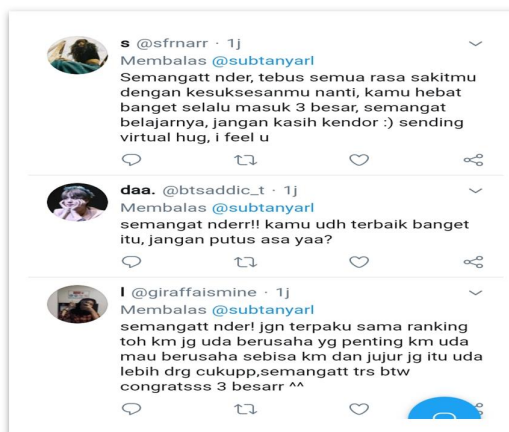 s @sfrnarr · 1j
Membalas @subtanyarl
Semangatt nder, tebus semua rasa sakitmu
dengan kesuksesanmu nanti, kamu hebat
banget selalu masuk 3 besar, semangat
belajarnya, jangan kasih kendor :) sending
virtual hug, i feel u
daa. @btsaddic_t · 1j
Membalas @subtanyarl
semangat nderr!! kamu udh terbaik banget
itu, jangan putus asa yaa?
l @giraffaismine · 1j
Membalas @subtanyarl
semangatt nder! jgn terpaku sama ranking
toh km jg uda berusaha yg penting km uda
mau berusaha sebisa km dan jujur jg itu uda
lebih drg cukupp,semangatt trs btw
congratsss 3 besarr ^^